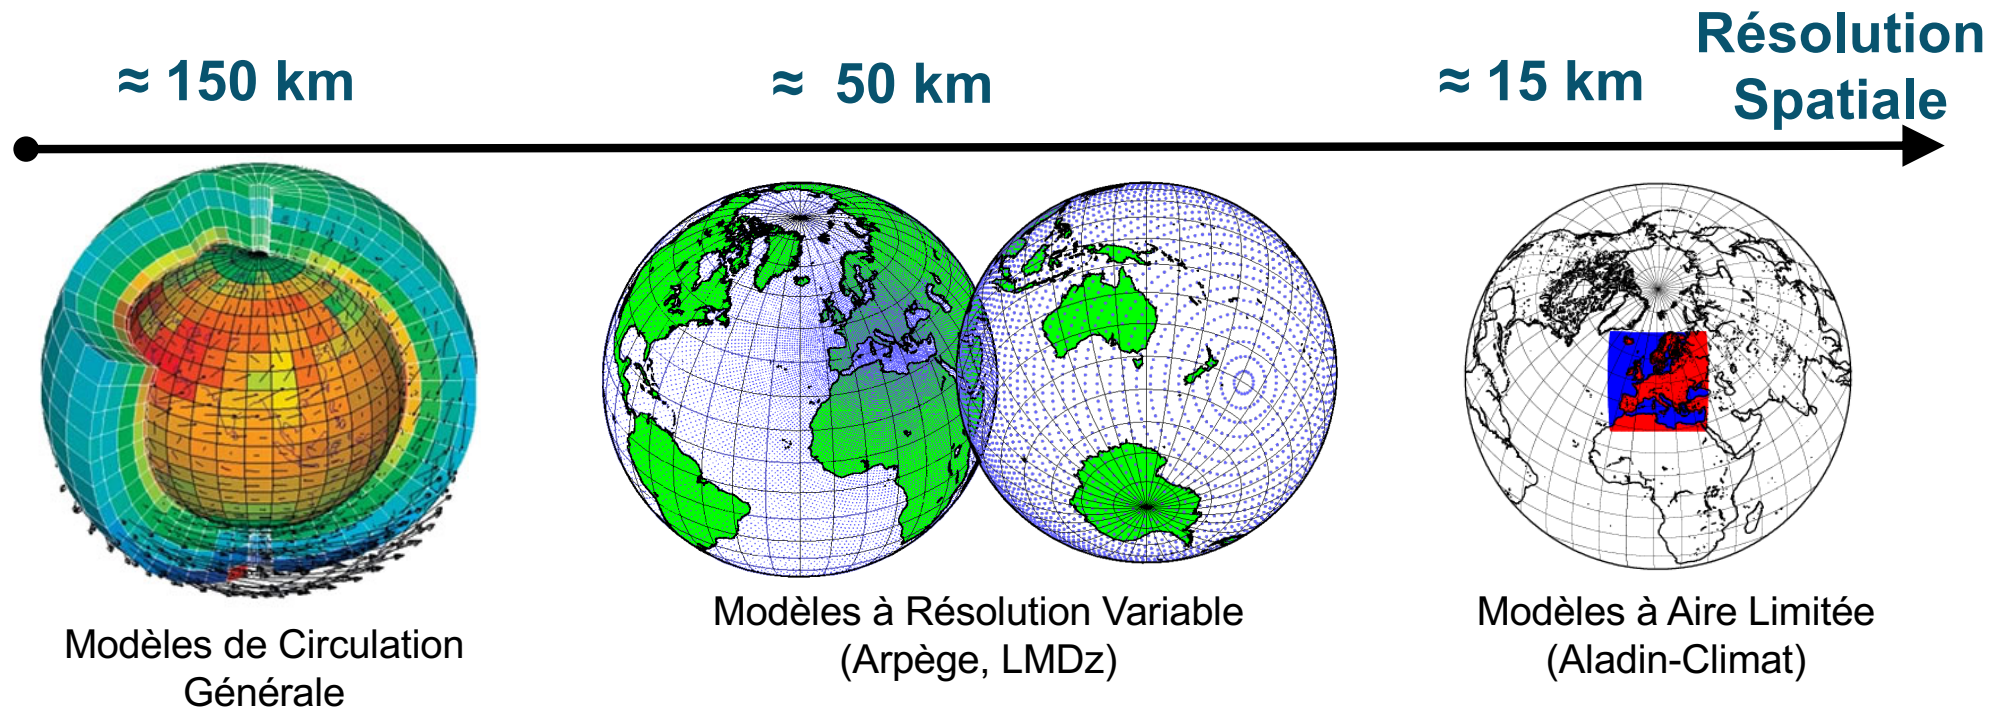 ≈ 150 km
≈ 50 km
≈ 15 km
Résolution
Spatiale
Modèles de Circulation
Générale
Modèles à Résolution Variable
(Arpège, LMDz)
Modèles à Aire Limitée
(Aladin-Climat)